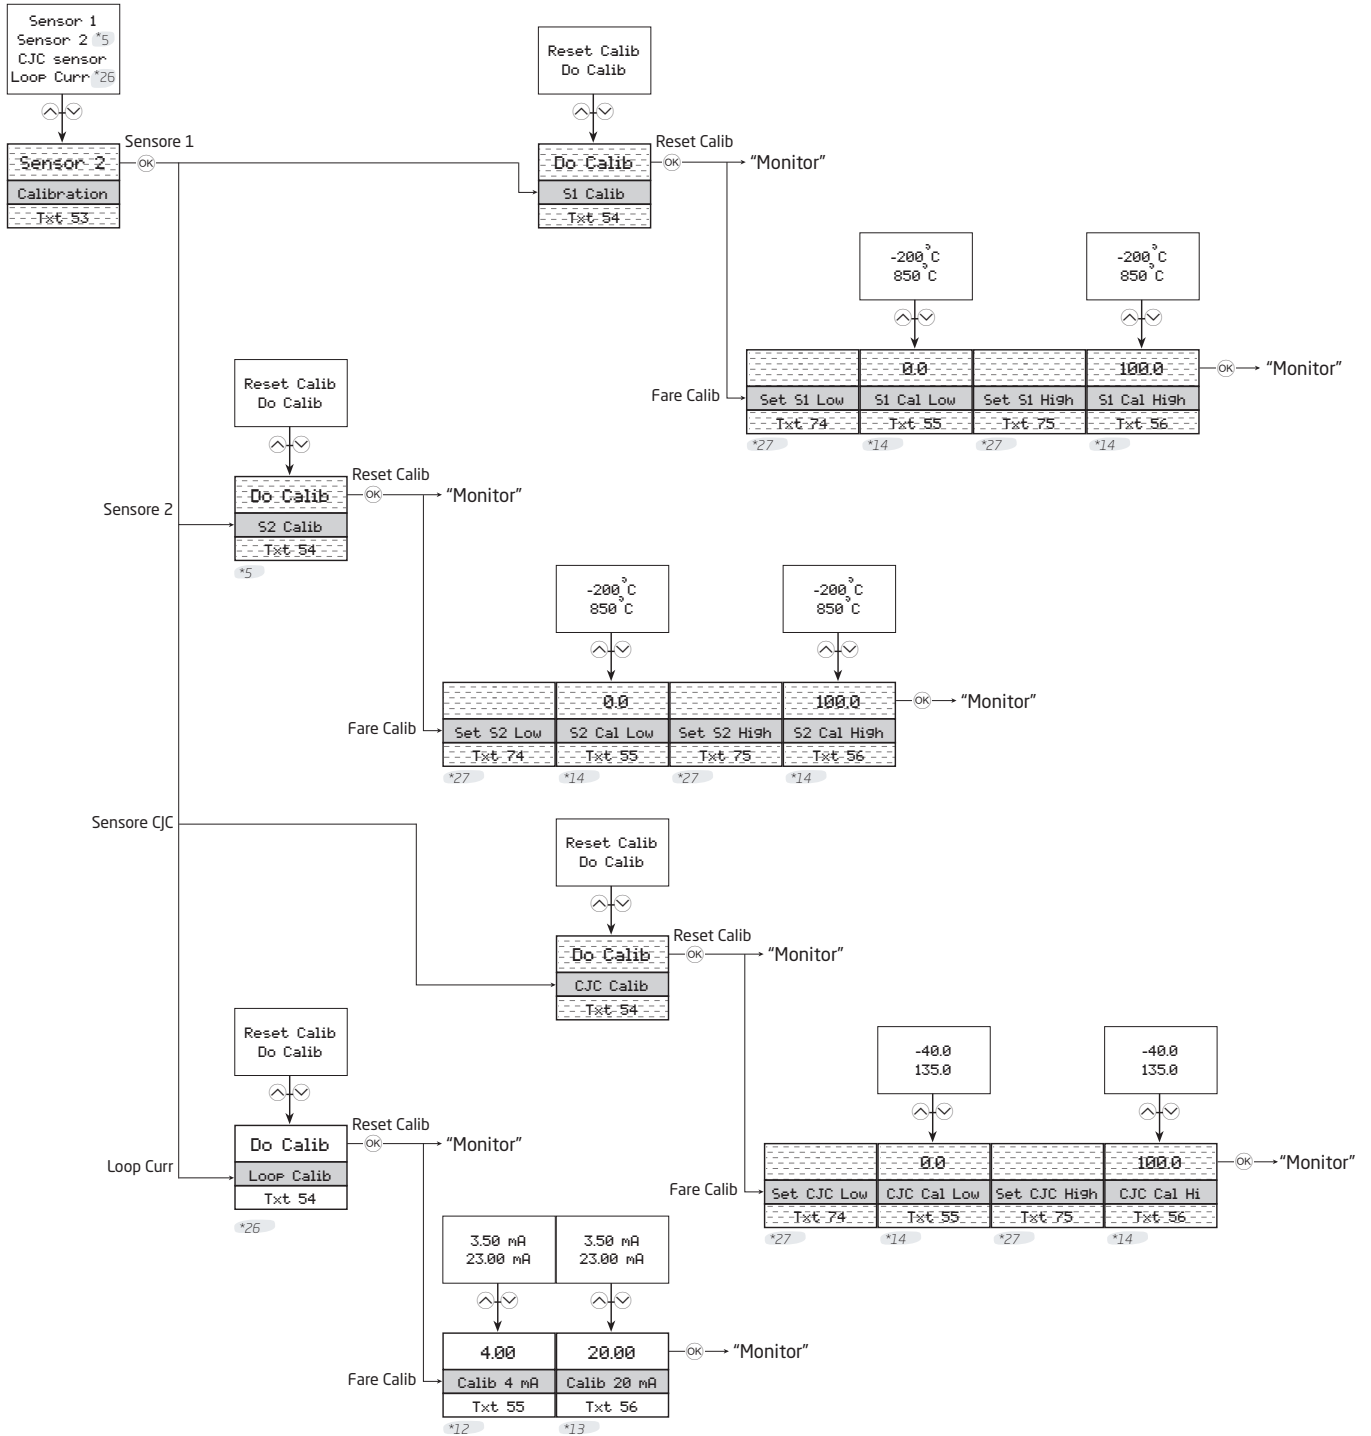 Sensor 1
Sensor 2 *5
CJC sensor
Loop Curr *26
Sensor 2
Calibration
Txt 53
OK
Sensore 1
Reset Calib
Do Calib
Do Calib
S1 Calib
Txt 54
Reset Calib
OK
"Monitor"
-200°C
850°C
-200°C
850°C
Fare Calib
0.0
100.0
Set S1 Low
S1 Cal Low
Set S1 High
S1 Cal High
Txt 74
Txt 55
Txt 75
Txt 56
*27
*14
*27
*14
OK
"Monitor"
Sensore 2
Reset Calib
Do Calib
Do Calib
S2 Calib
Txt 54
*5
Reset Calib
OK
"Monitor"
-200°C
850°C
-200°C
850°C
Fare Calib
0.0
100.0
Set S2 Low
S2 Cal Low
Set S2 High
S2 Cal High
Txt 74
Txt 55
Txt 75
Txt 56
*27
*14
*27
*14
OK
"Monitor"
Sensore CJC
Reset Calib
Do Calib
Do Calib
CJC Calib
Txt 54
Reset Calib
OK
"Monitor"
-40.0
135.0
-40.0
135.0
Fare Calib
0.0
100.0
Set CJC Low
CJC Cal Low
Set CJC High
CJC Cal Hi
Txt 74
Txt 55
Txt 75
Txt 56
*27
*14
*27
*14
OK
"Monitor"
Loop Curr
Reset Calib
Do Calib
Do Calib
Loop Calib
Txt 54
*26
Reset Calib
OK
"Monitor"
3.50 mA
23.00 mA
3.50 mA
23.00 mA
Fare Calib
4.00
20.00
Calib 4 mA
Calib 20 mA
Txt 55
Txt 56
*12
*13
OK
"Monitor"